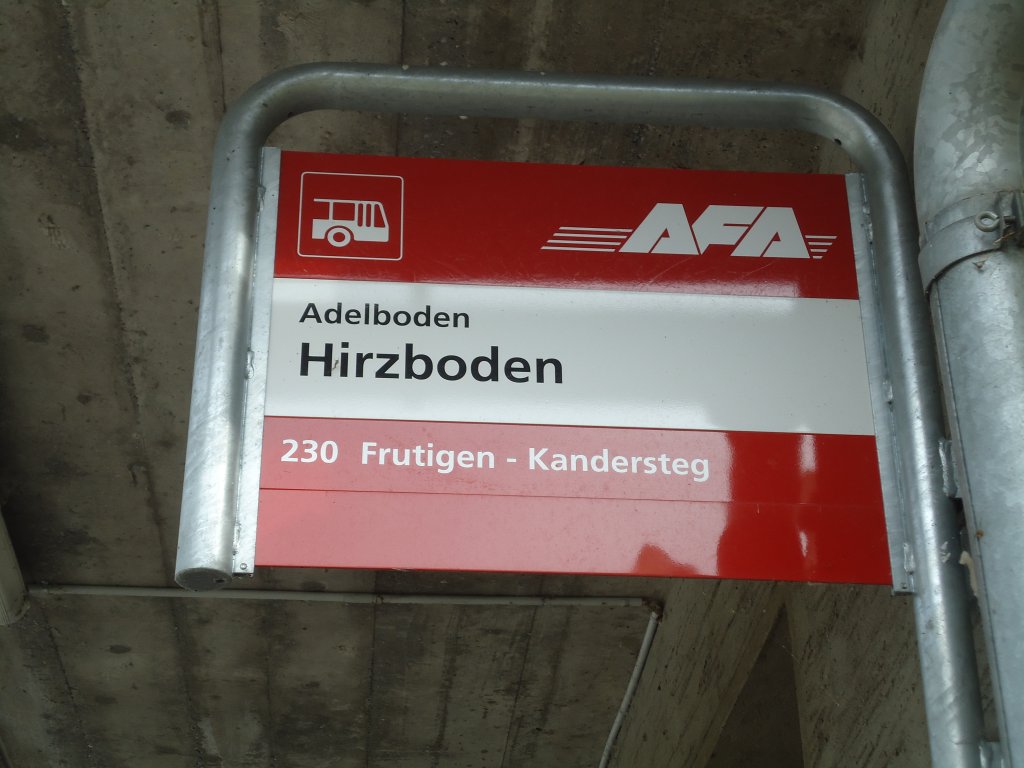 AFA
Adelboden
Hirzboden
230 Frutigen - Kandersteg